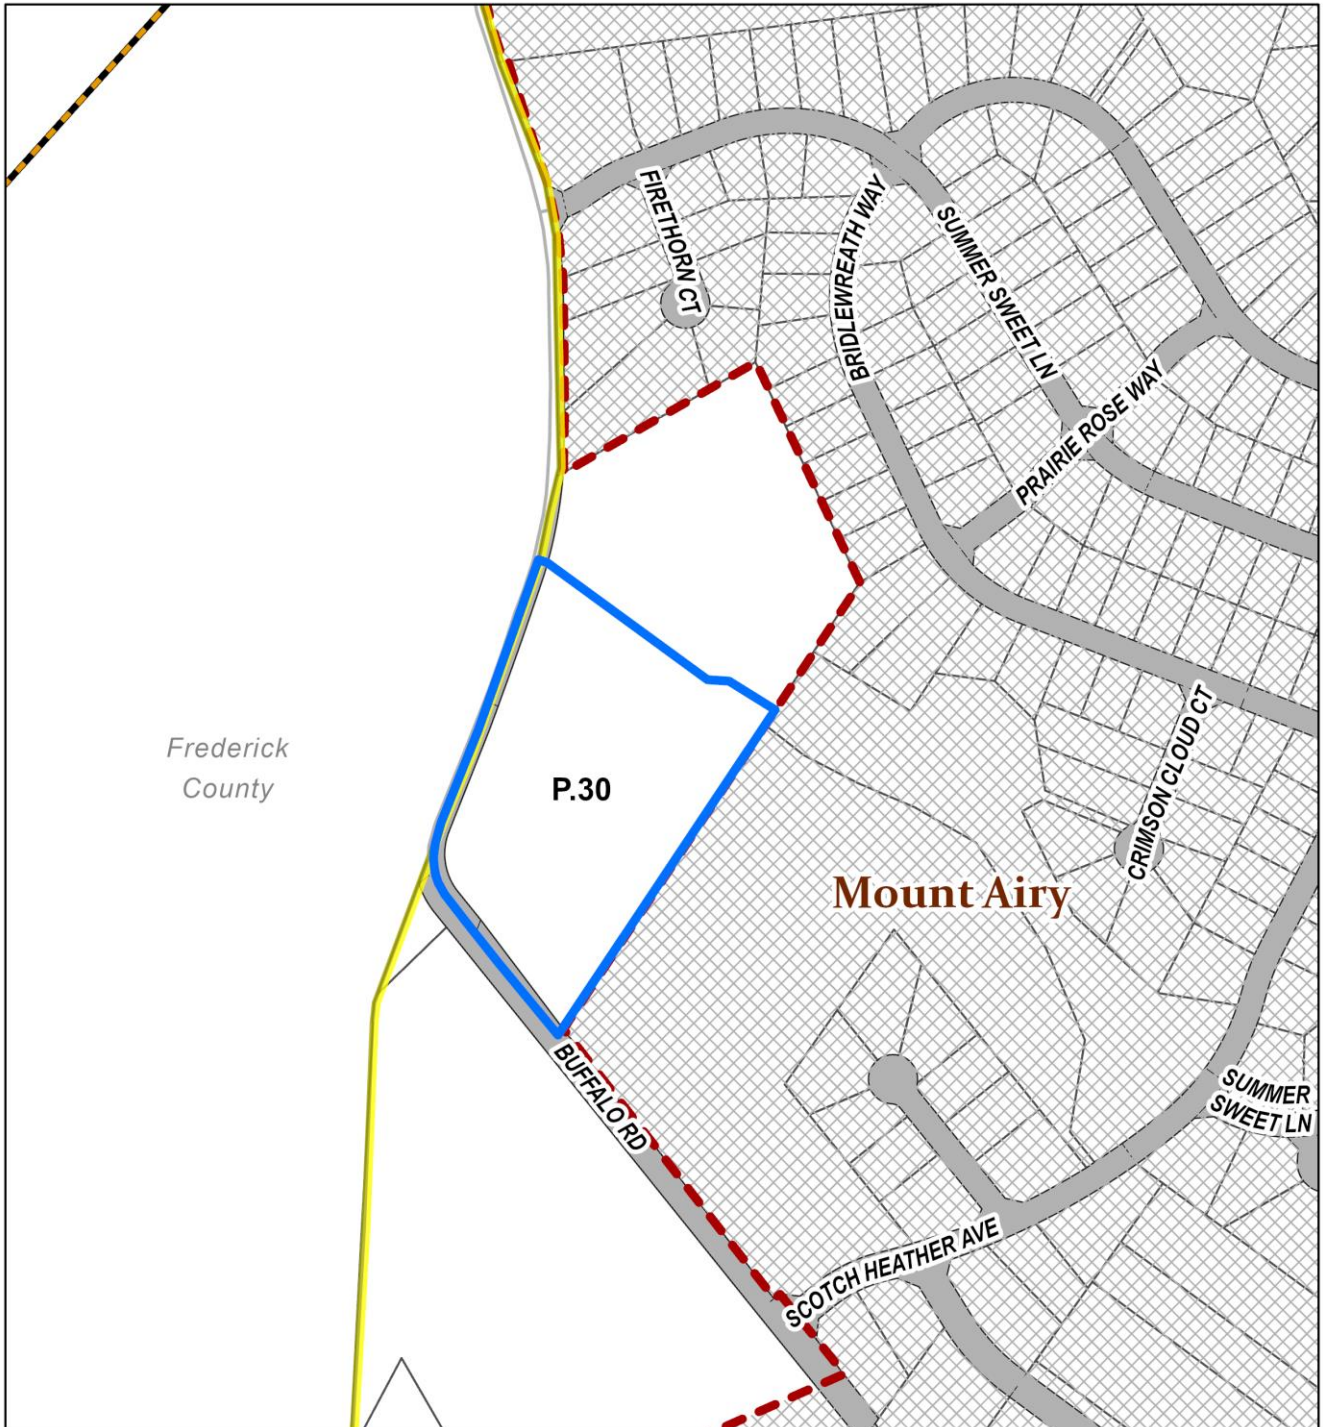 FIRETHORN CT
BRIDLEWREATH WAY
SUMMER SWEET LN
PRAIRIE ROSE WAY
Frederick
County
P.30
CRIMSON CLOUD CT
Mount Airy
BUFFALO RD
SUMMER
SWEET LN
SCOTCH HEATHER AVE